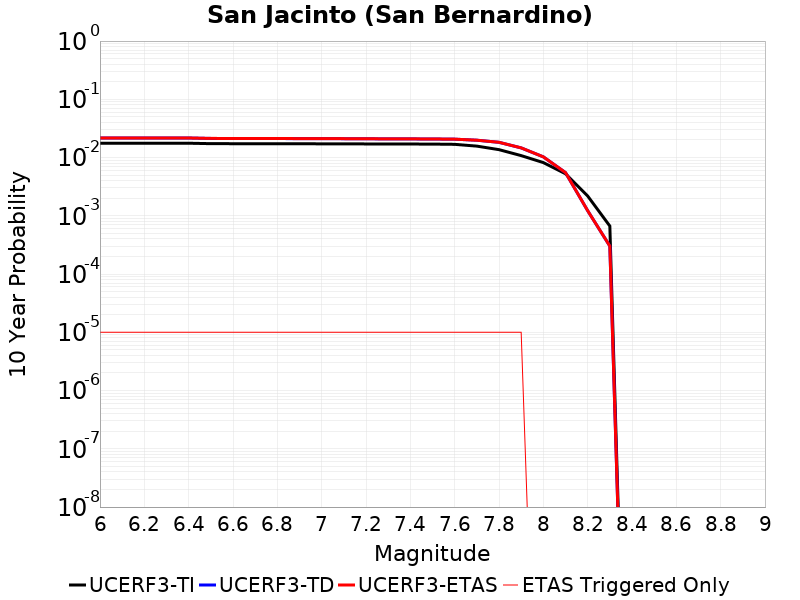 San Jacinto (San Bernardino)
10^0
10^-1
10^-2
10^-3
10^-4
10^-5
10^-6
10^-7
10^-8
10 Year Probability
6 6.2 6.4 6.6 6.8 7 7.2 7.4 7.6 7.8 8 8.2 8.4 8.6 8.8 9
Magnitude
UCERF3-TI UCERF3-TD UCERF3-ETAS ETAS Triggered Only